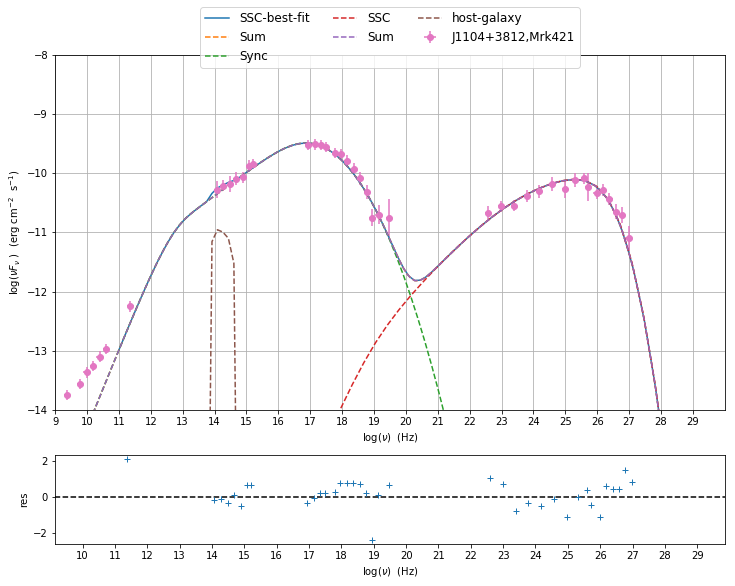 SSC-best-fit SSC host-galaxy
Sum Sum J1104+3812,Mrk421
Sync
−8
−9
−10
−11
−12
−13
−14
log(νFν) (erg cm⁻² s⁻¹)
9 10 11 12 13 14 15 16 17 18 19 20 21 22 23 24 25 26 27 28 29
log(ν) (Hz)
2
0
−2
res
10 11 12 13 14 15 16 17 18 19 20 21 22 23 24 25 26 27 28 29
log(ν) (Hz)